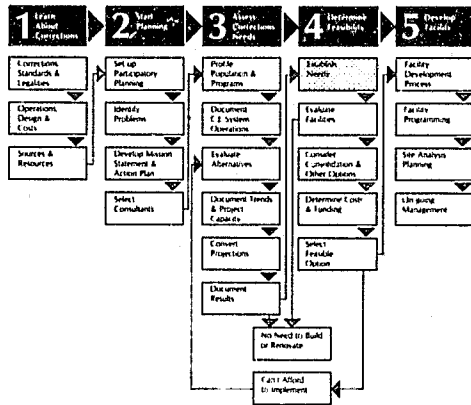 1 Learn
About
Corrections
2 Start
Planning
3 Assess
Corrections
Needs
4 Determine
Feasibility
5 Develop
Facility
Corrections
Standards &
Legalities
Operations,
Design &
Costs
Sources &
Resources
Set up
Participatory
Planning
Identify
Problems
Develop Mission
Statement &
Action Plan
Select
Consultants
Profile
Population &
Programs
Document
C.J. System
Operations
Evaluate
Alternatives
Document Trends
& Project
Capacity
Convert
Projections
Document
Results
Establish
Needs
Evaluate
Facilities
Consider
Consolidation &
Other Options
Determine Costs
& Funding
Select
Feasible
Option
Facility
Development
Process
Facility
Programming
Site Analysis
Planning
On-going
Management
No Need to Build
or Renovate
Can't Afford
to Implement